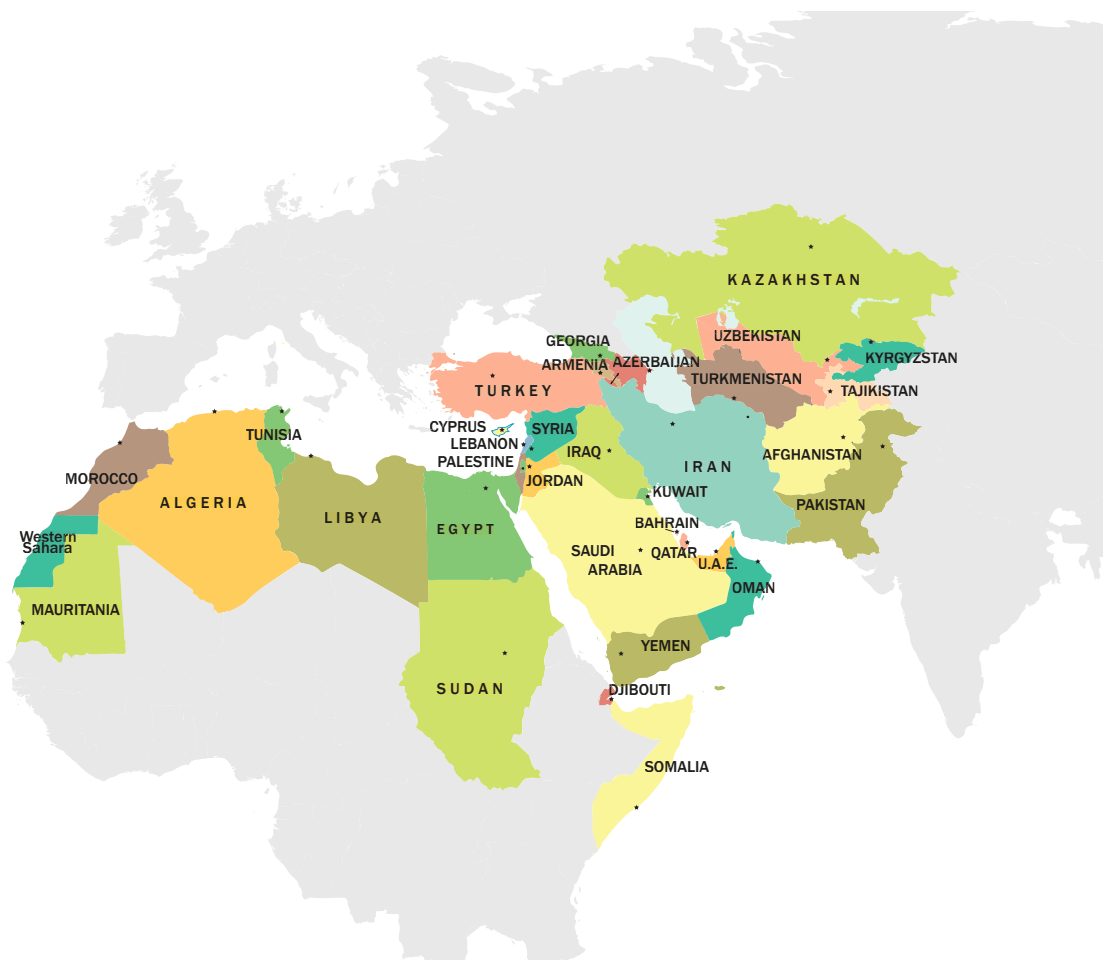 KAZAKHSTAN
UZBEKISTAN
GEORGIA
KYRGYZSTAN
ARMENIA
AZERBAIJAN
TURKMENISTAN
TURKEY
TAJIKISTAN
CYPRUS
SYRIA
TUNISIA
LEBANON
IRAQ
AFGHANISTAN
PALESTINE
IRAN
MOROCCO
JORDAN
KUWAIT
ALGERIA
PAKISTAN
LIBYA
EGYPT
BAHRAIN
Western
Sahara
SAUDI
ARABIA
QATAR
U.A.E.
OMAN
MAURITANIA
YEMEN
SUDAN
DJIBOUTI
SOMALIA